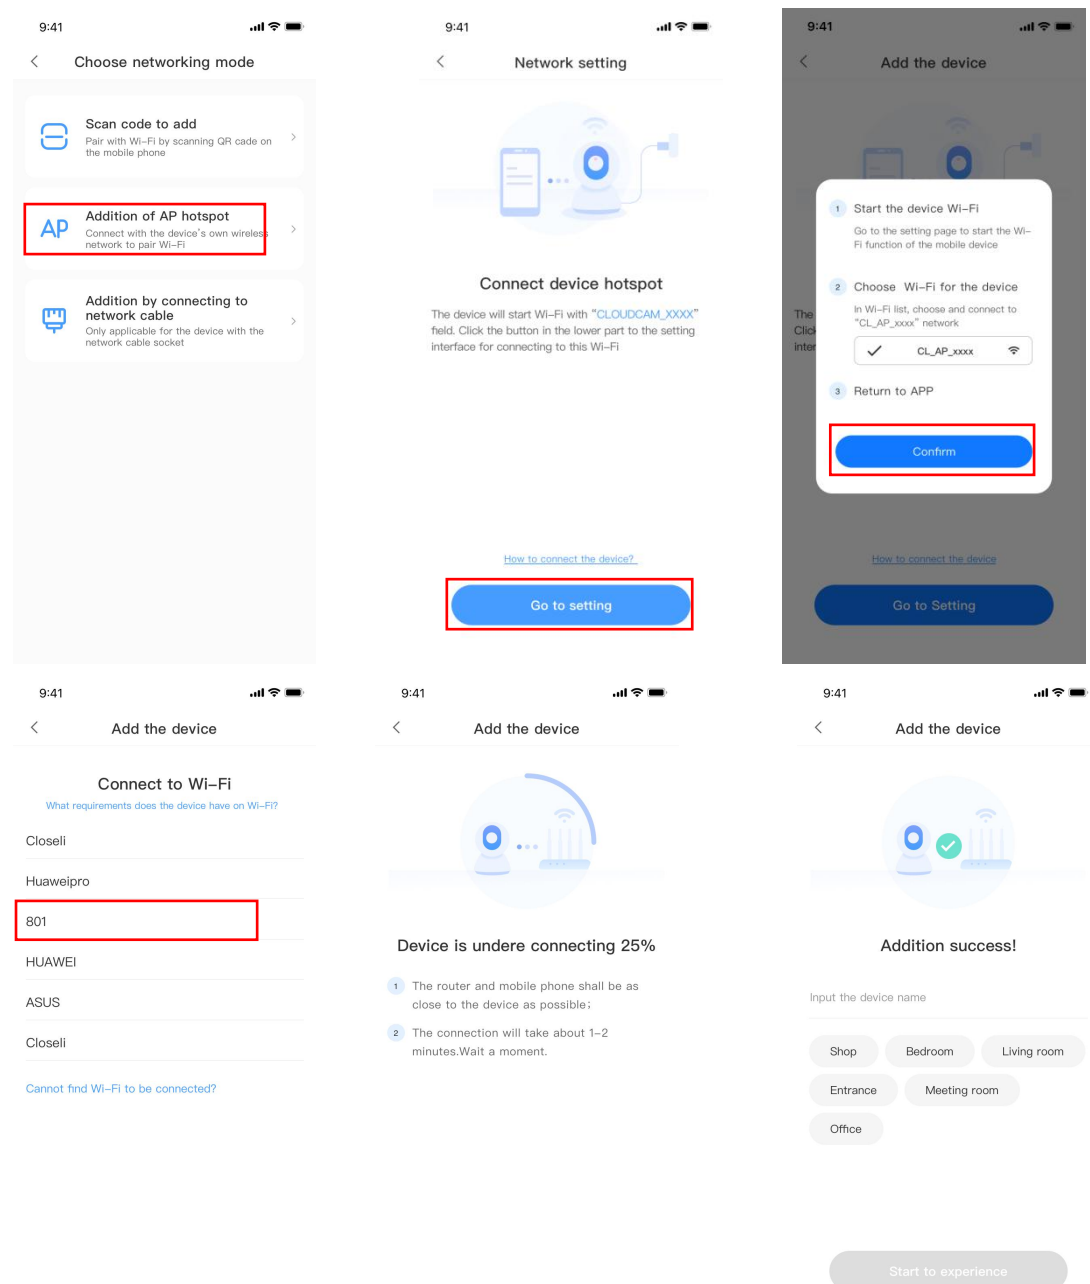 9:41
Choose networking mode
Scan code to add
Pair with Wi-Fi by scanning QR cade on
the mobile phone
AP
Addition of AP hotspot
Connect with the device's own wireless
network to pair Wi-Fi
Addition by connecting to
network cable
Only applicable for the device with the
network cable socket
9:41
Network setting
Connect device hotspot
The device will start Wi-Fi with "CLOUDCAM_XXXX"
field. Click the button in the lower part to the setting
interface for connecting to this Wi-Fi
How to connect the device?
Go to setting
9:41
Add the device
1 Start the device Wi-Fi
Go to the setting page to start the Wi-
Fi function of the mobile device
2 Choose Wi-Fi for the device
In Wi-Fi list, choose and connect to
"CL_AP_xxxx" network
CL_AP_xxxx
3 Return to APP
Confirm
The
Click
inter
How to connect the device
Go to Setting
9:41
Add the device
Connect to Wi-Fi
What requirements does the device have on Wi-Fi?
Closeli
Huaweipro
801
HUAWEI
ASUS
Closeli
Cannot find Wi-Fi to be connected?
9:41
Add the device
Device is undere connecting 25%
1 The router and mobile phone shall be as
close to the device as possible;
2 The connection will take about 1-2
minutes.Wait a moment.
9:41
Add the device
Addition success!
Input the device name
Shop Bedroom Living room
Entrance Meeting room
Office
Start to experience